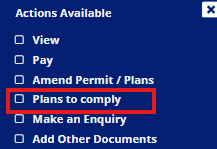 Actions Available
View
Pay
Amend Permit / Plans
Plans to comply
Make an Enquiry
Add Other Documents